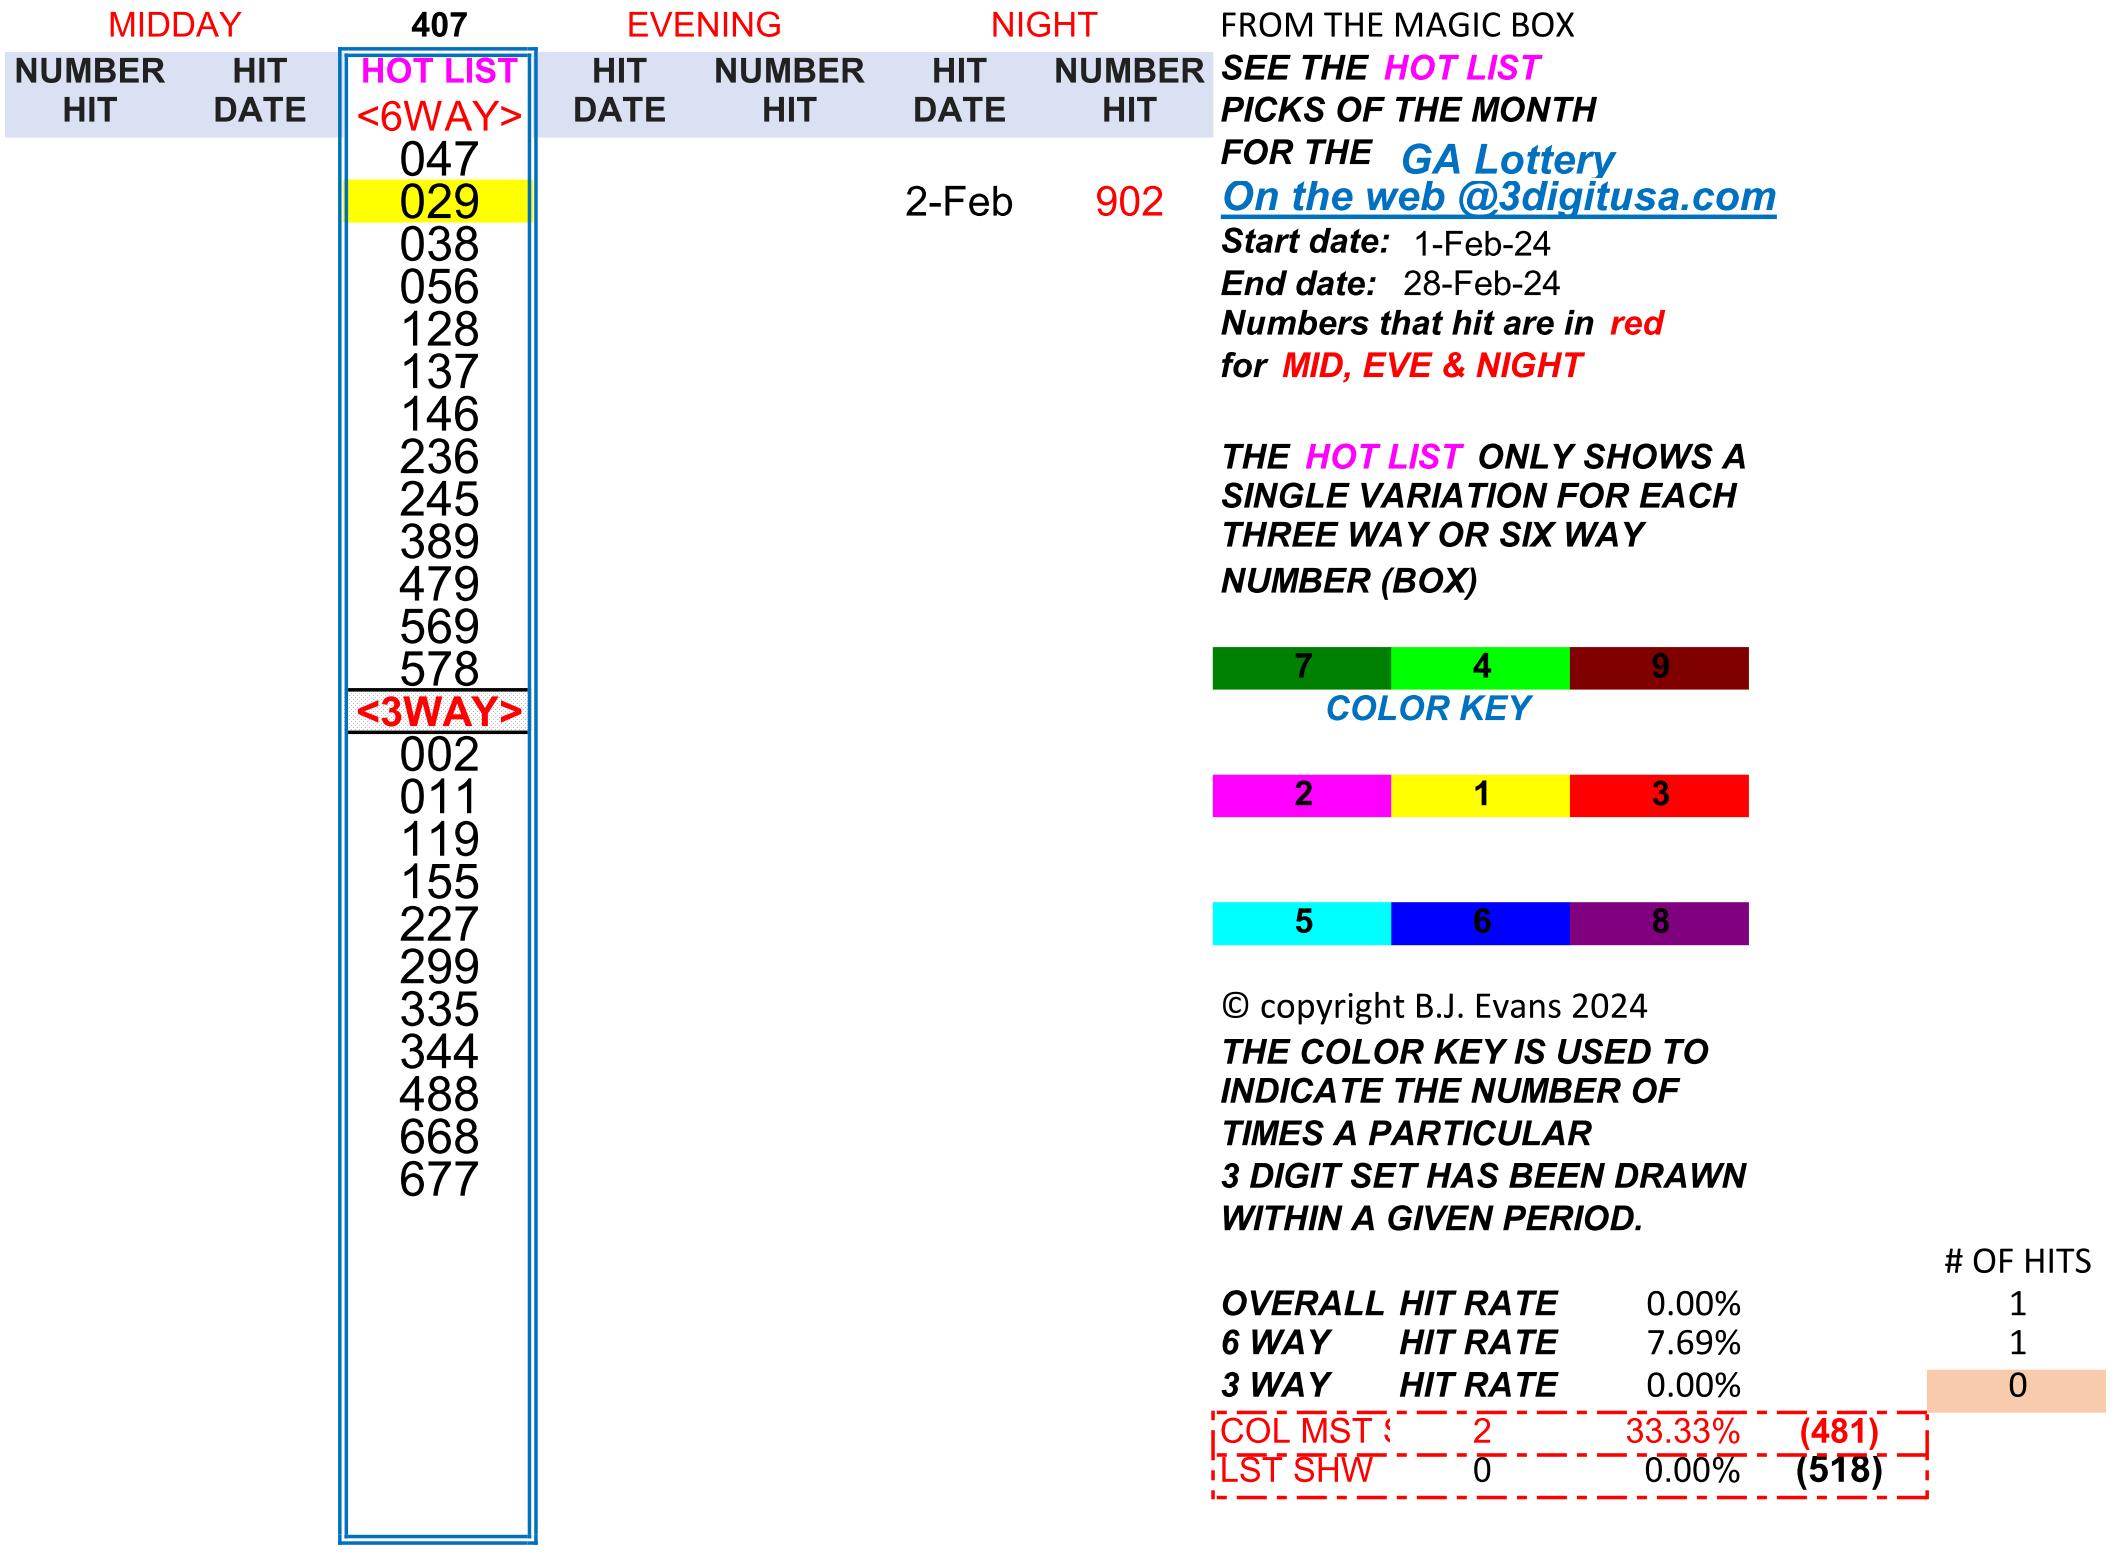 MIDDAY 407 EVENING NIGHT FROM THE MAGIC BOX
NUMBER HIT HOT LIST HIT NUMBER HIT NUMBER SEE THE HOT LIST
HIT DATE <6WAY> DATE HIT DATE HIT PICKS OF THE MONTH
047 FOR THE GA Lottery
029 2-Feb 902 On the web @3digitusa.com
038 Start date: 1-Feb-24
056 End date: 28-Feb-24
128 Numbers that hit are in red
137 for MID, EVE & NIGHT
146
236 THE HOT LIST ONLY SHOWS A
245 SINGLE VARIATION FOR EACH
389 THREE WAY OR SIX WAY
479 NUMBER (BOX)
569
578 7 4 9
<3WAY> COLOR KEY
002
011 2 1 3
119
155
227 5 6 8
299
335 © copyright B.J. Evans 2024
344 THE COLOR KEY IS USED TO
488 INDICATE THE NUMBER OF
668 TIMES A PARTICULAR
677 3 DIGIT SET HAS BEEN DRAWN
WITHIN A GIVEN PERIOD.
# OF HITS
OVERALL HIT RATE 0.00% 1
6 WAY HIT RATE 7.69% 1
3 WAY HIT RATE 0.00% 0
COL MST 2 33.33% (481)
LST SHW 0 0.00% (518)